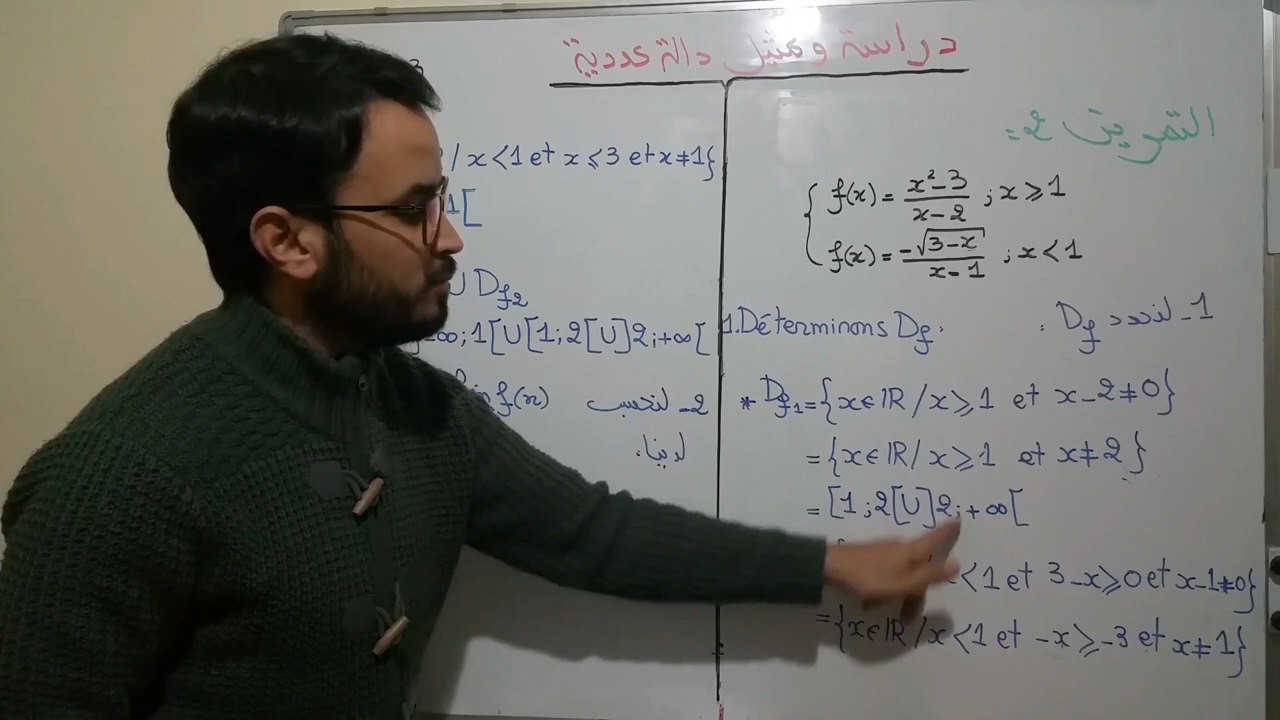 دراسة وتمثيل دالة عددية
التمرين 2:
f(x) = x²-3 / x-2 ; x ⩾ 1
f(x) = -√3-x / x-1 ; x < 1
1- لنحدد Df :
1. Déterminons Df :
* Df1 = {x∈IR / x ⩾ 1 et x-2≠0}
= {x∈IR / x ⩾ 1 et x≠2}
= [1 ; 2[U]2 ; +∞[
<1 et 3-x ⩾ 0 et x-1≠0}
= {x∈IR / x<1 et -x ⩾ -3 et x≠1}
/ x<1 et x ⩽ 3 et x≠1}
1[
U Df2
-∞ ; 1[U[1 ; 2[U]2 ; +∞[
2- لنحسب f(x)
لدينا :